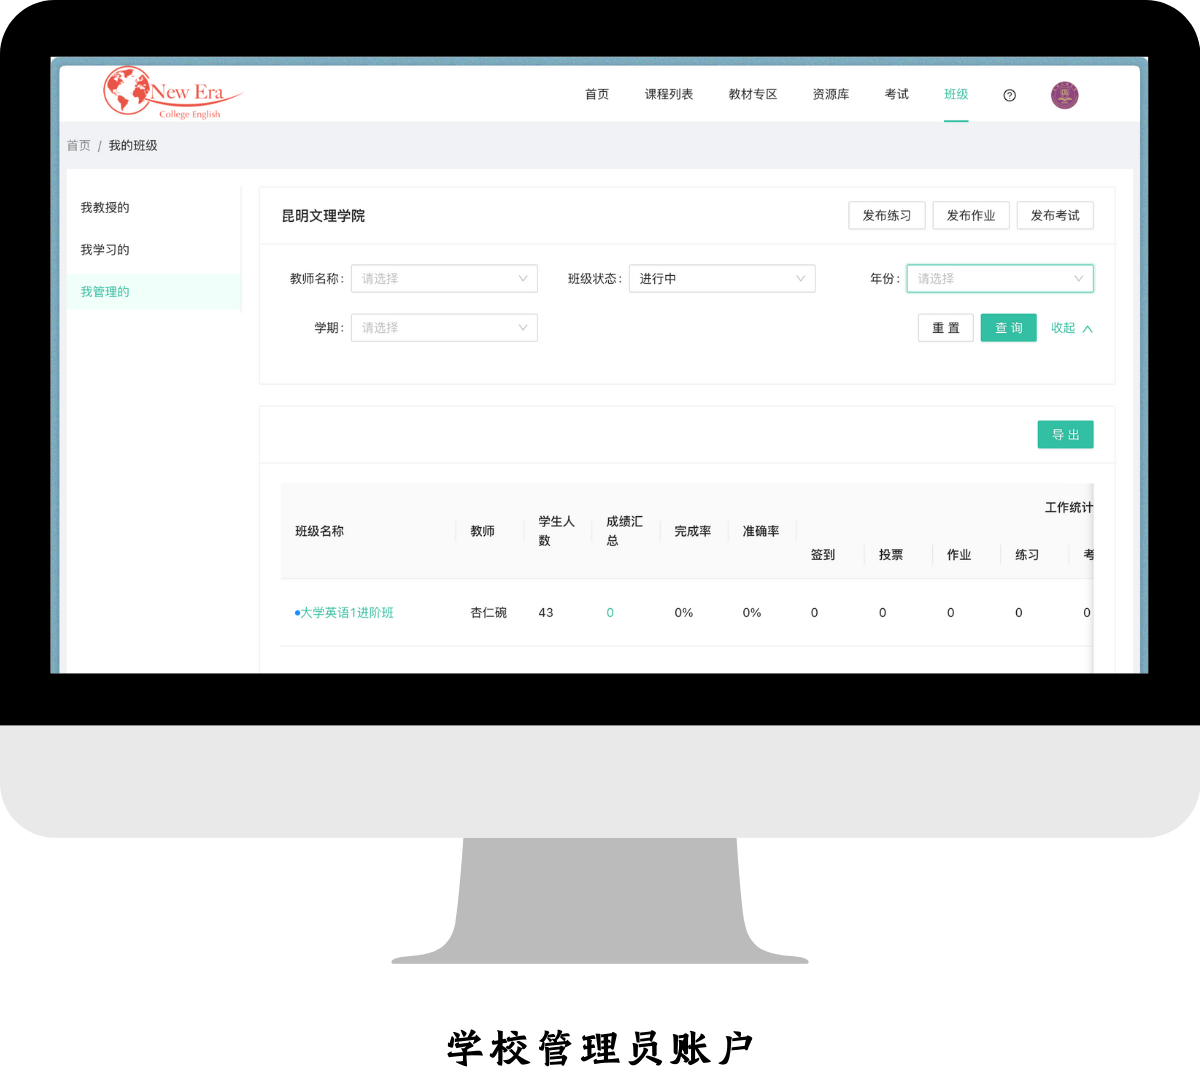 New Era
College English
首页 课程列表 教材专区 资源库 考试 班级
首页 / 我的班级
我教授的
我学习的
我管理的
昆明文理学院 发布练习 发布作业 发布考试
教师名称: 请选择 班级状态: 进行中 年份: 请选择
学期: 请选择 重置 查询 收起
导出
工作统计
班级名称 教师 学生人数 成绩汇总 完成率 准确率
签到 投票 作业 练习 考
大学英语1进阶班 杏仁碗 43 0 0% 0% 0 0 0 0 0
学校管理员账户